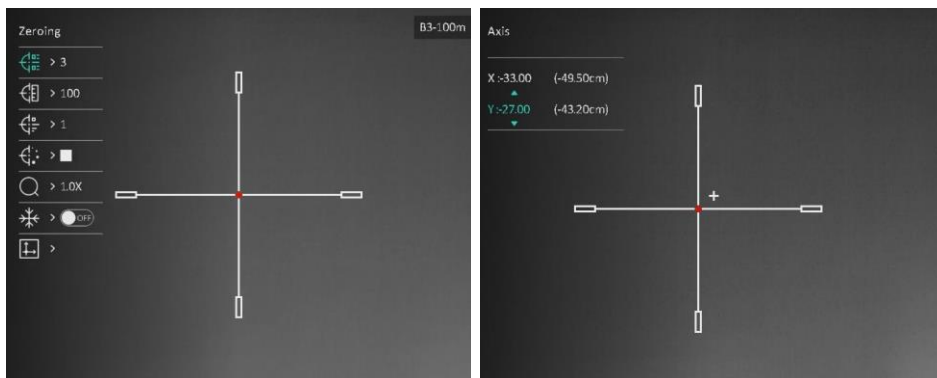 Zeroing
B3-100m
> 3
> 100
> 1
>
> 1.0X
> OFF
>
Axis
X:-33.00 (-49.50cm)
Y:-27.00 (-43.20cm)